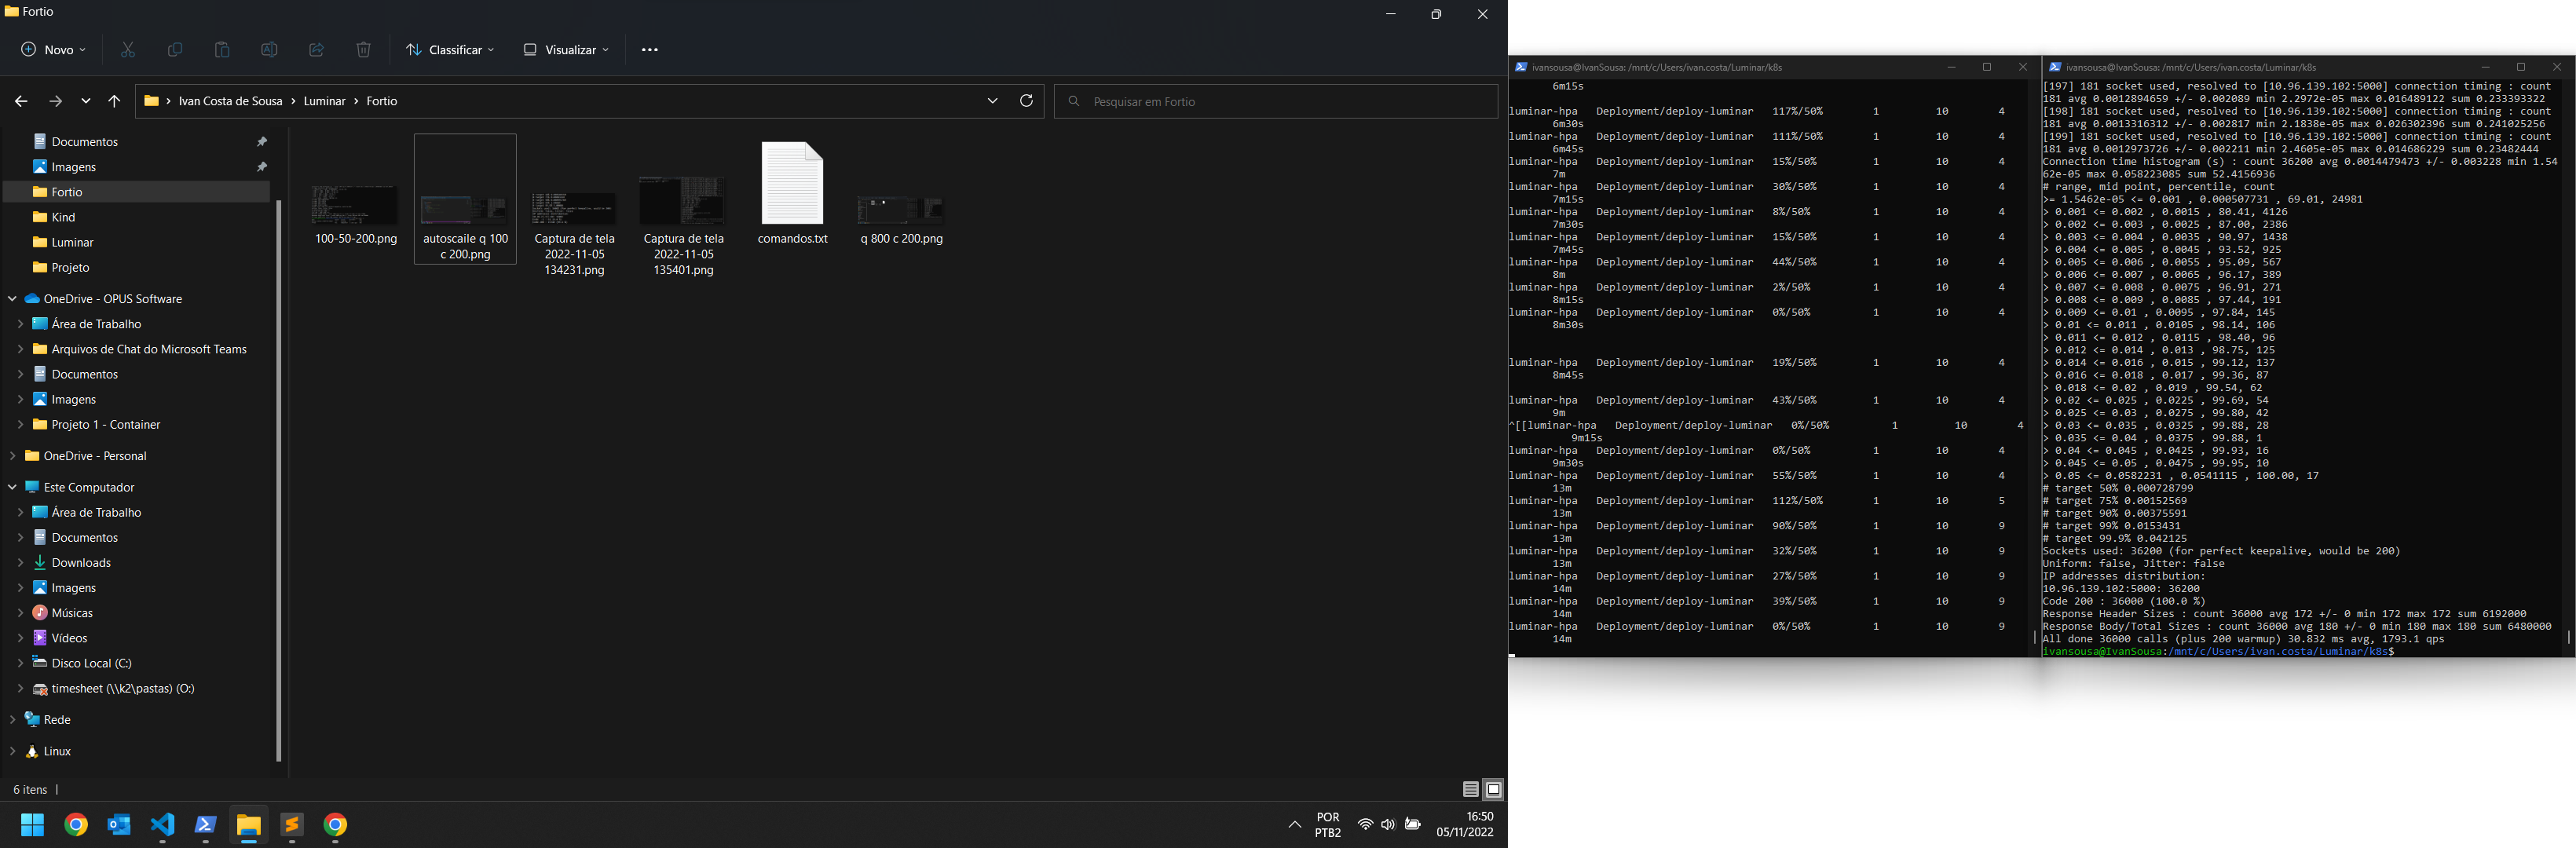 Fortio
Novo
Classificar
Visualizar
Ivan Costa de Sousa > Luminar > Fortio
Pesquisar em Fortio
Documentos
Imagens
Fortio
Kind
Luminar
Projeto
OneDrive - OPUS Software
Área de Trabalho
Arquivos de Chat do Microsoft Teams
Documentos
Imagens
Projeto 1 - Container
OneDrive - Personal
Este Computador
Área de Trabalho
Documentos
Downloads
Imagens
Músicas
Vídeos
Disco Local (C:)
timesheet (\\k2\pastas) (O:)
Rede
Linux
100-50-200.png
autoscaile q 100
c 200.png
Captura de tela
2022-11-05
134231.png
Captura de tela
2022-11-05
135401.png
comandos.txt
q 800 c 200.png
6 itens
POR
PTB2
16:50
05/11/2022
ivansousa@IvanSousa: /mnt/c/Users/ivan.costa/Luminar/k8s
6m15s
luminar-hpa Deployment/deploy-luminar 117%/50% 1 10 4
6m30s
luminar-hpa Deployment/deploy-luminar 111%/50% 1 10 4
6m45s
luminar-hpa Deployment/deploy-luminar 15%/50% 1 10 4
7m
luminar-hpa Deployment/deploy-luminar 30%/50% 1 10 4
7m15s
luminar-hpa Deployment/deploy-luminar 8%/50% 1 10 4
7m30s
luminar-hpa Deployment/deploy-luminar 15%/50% 1 10 4
7m45s
luminar-hpa Deployment/deploy-luminar 44%/50% 1 10 4
8m
luminar-hpa Deployment/deploy-luminar 2%/50% 1 10 4
8m15s
luminar-hpa Deployment/deploy-luminar 0%/50% 1 10 4
8m30s
luminar-hpa Deployment/deploy-luminar 19%/50% 1 10 4
8m45s
luminar-hpa Deployment/deploy-luminar 43%/50% 1 10 4
9m
^[[luminar-hpa Deployment/deploy-luminar 0%/50% 1 10 4
9m15s
luminar-hpa Deployment/deploy-luminar 0%/50% 1 10 4
9m30s
luminar-hpa Deployment/deploy-luminar 55%/50% 1 10 4
13m
luminar-hpa Deployment/deploy-luminar 112%/50% 1 10 5
13m
luminar-hpa Deployment/deploy-luminar 90%/50% 1 10 9
13m
luminar-hpa Deployment/deploy-luminar 32%/50% 1 10 9
13m
luminar-hpa Deployment/deploy-luminar 27%/50% 1 10 9
14m
luminar-hpa Deployment/deploy-luminar 39%/50% 1 10 9
14m
luminar-hpa Deployment/deploy-luminar 0%/50% 1 10 9
14m
ivansousa@IvanSousa: /mnt/c/Users/ivan.costa/Luminar/k8s
[197] 181 socket used, resolved to [10.96.139.102:5000] connection timing : count
181 avg 0.0012894659 +/- 0.002089 min 2.2972e-05 max 0.016489122 sum 0.233393322
[198] 181 socket used, resolved to [10.96.139.102:5000] connection timing : count
181 avg 0.0013316312 +/- 0.002817 min 2.1838e-05 max 0.026302396 sum 0.241025256
[199] 181 socket used, resolved to [10.96.139.102:5000] connection timing : count
181 avg 0.0012973726 +/- 0.002211 min 2.4605e-05 max 0.014686229 sum 0.23482444
Connection time histogram (s) : count 36200 avg 0.0014479473 +/- 0.003228 min 1.54
62e-05 max 0.058223085 sum 52.4156936
# range, mid point, percentile, count
>= 1.5462e-05 <= 0.001 , 0.000507731 , 69.01, 24981
> 0.001 <= 0.002 , 0.0015 , 80.41, 4126
> 0.002 <= 0.003 , 0.0025 , 87.00, 2386
> 0.003 <= 0.004 , 0.0035 , 90.97, 1438
> 0.004 <= 0.005 , 0.0045 , 93.52, 925
> 0.005 <= 0.006 , 0.0055 , 95.09, 567
> 0.006 <= 0.007 , 0.0065 , 96.17, 389
> 0.007 <= 0.008 , 0.0075 , 96.91, 271
> 0.008 <= 0.009 , 0.0085 , 97.44, 191
> 0.009 <= 0.01 , 0.0095 , 97.84, 145
> 0.01 <= 0.011 , 0.0105 , 98.14, 106
> 0.011 <= 0.012 , 0.0115 , 98.40, 96
> 0.012 <= 0.014 , 0.013 , 98.75, 125
> 0.014 <= 0.016 , 0.015 , 99.12, 137
> 0.016 <= 0.018 , 0.017 , 99.36, 87
> 0.018 <= 0.02 , 0.019 , 99.54, 62
> 0.02 <= 0.025 , 0.0225 , 99.69, 54
> 0.025 <= 0.03 , 0.0275 , 99.80, 42
> 0.03 <= 0.035 , 0.0325 , 99.88, 28
> 0.035 <= 0.04 , 0.0375 , 99.88, 1
> 0.04 <= 0.045 , 0.0425 , 99.93, 16
> 0.045 <= 0.05 , 0.0475 , 99.95, 10
> 0.05 <= 0.0582231 , 0.0541115 , 100.00, 17
# target 50% 0.000728799
# target 75% 0.00152569
# target 90% 0.00375591
# target 99% 0.0153431
# target 99.9% 0.042125
Sockets used: 36200 (for perfect keepalive, would be 200)
Uniform: false, Jitter: false
IP addresses distribution:
10.96.139.102:5000: 36200
Code 200 : 36000 (100.0 %)
Response Header Sizes : count 36000 avg 172 +/- 0 min 172 max 172 sum 6192000
Response Body/Total Sizes : count 36000 avg 180 +/- 0 min 180 max 180 sum 6480000
All done 36000 calls (plus 200 warmup) 30.832 ms avg, 1793.1 qps
ivansousa@IvanSousa:/mnt/c/Users/ivan.costa/Luminar/k8s$